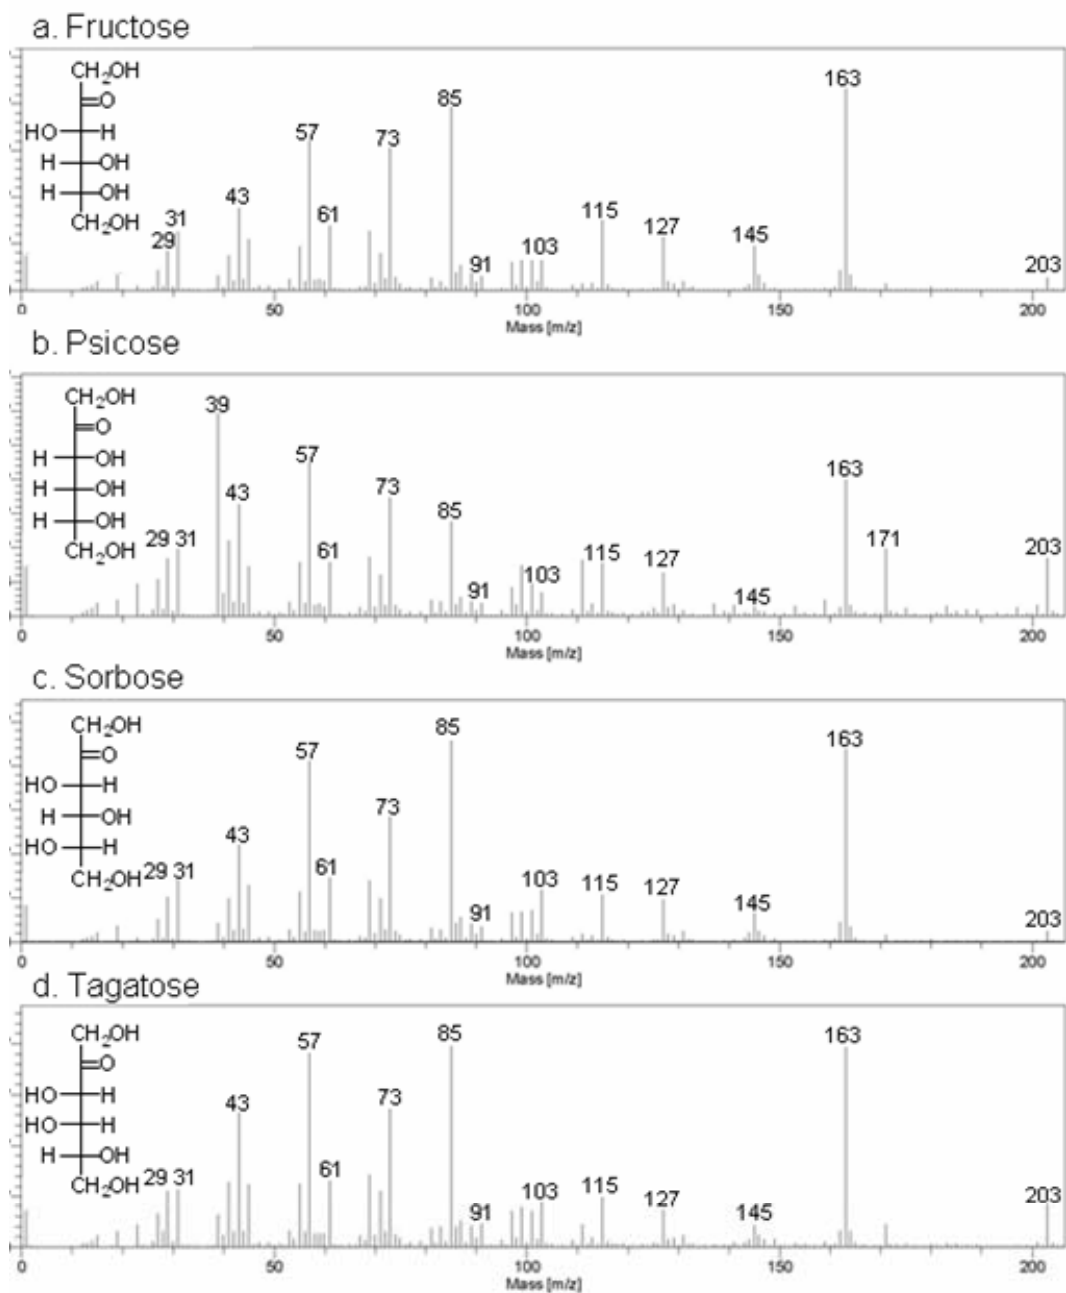 a. Fructose
CH2OH
O
HO H
H OH
H OH
CH2OH
163
85
57
73
43
31
29
61
115
127
145
103
91
203
0 50 100 150 200
Mass [m/z]
b. Psicose
CH2OH
O
H OH
H OH
H OH
CH2OH
39
57
43
73
163
85
29 31
61
171
115
127
103
91
145
203
0 50 100 150 200
Mass [m/z]
c. Sorbose
CH2OH
O
HO H
H OH
HO H
CH2OH
85
163
57
73
43
29 31
61
103
115
127
145
91
203
0 50 100 150 200
Mass [m/z]
d. Tagatose
CH2OH
O
HO H
HO H
H OH
CH2OH
57
85
163
43
73
29 31
61
103
115
127
145
91
203
0 50 100 150 200
Mass [m/z]